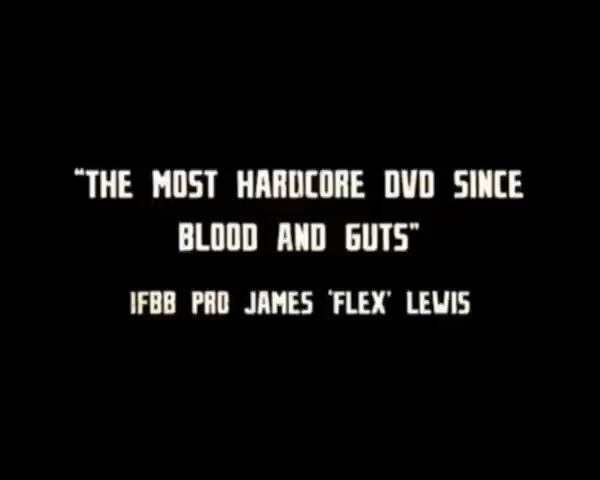 "THE MOST HARDCORE DVD SINCE
BLOOD AND GUTS"
IFBB PRO JAMES 'FLEX' LEWIS